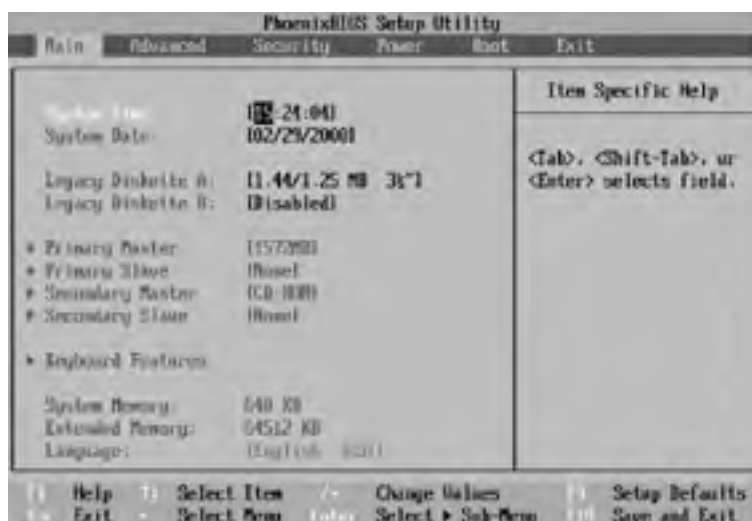 PhoenixBIOS Setup Utility
Main Advanced Security Power Boot Exit
Item Specific Help
System Time: :24:04]
System Date: [02/29/2000]
<Tab>, <Shift-Tab>, or
<Enter> selects field.
Legacy Diskette A: [1.44/1.25 MB 3½"]
Legacy Diskette B: [Disabled]
Primary Master
Primary Slave [None]
Secondary Master [CD-ROM]
Secondary Slave [None]
Keyboard Features
System Memory: 640 KB
Extended Memory: 64512 KB
Language: [English
Help Select Item Change Values Setup Defaults
Exit Select Menu Enter Select ▶ Sub-Menu F10 Save and Exit